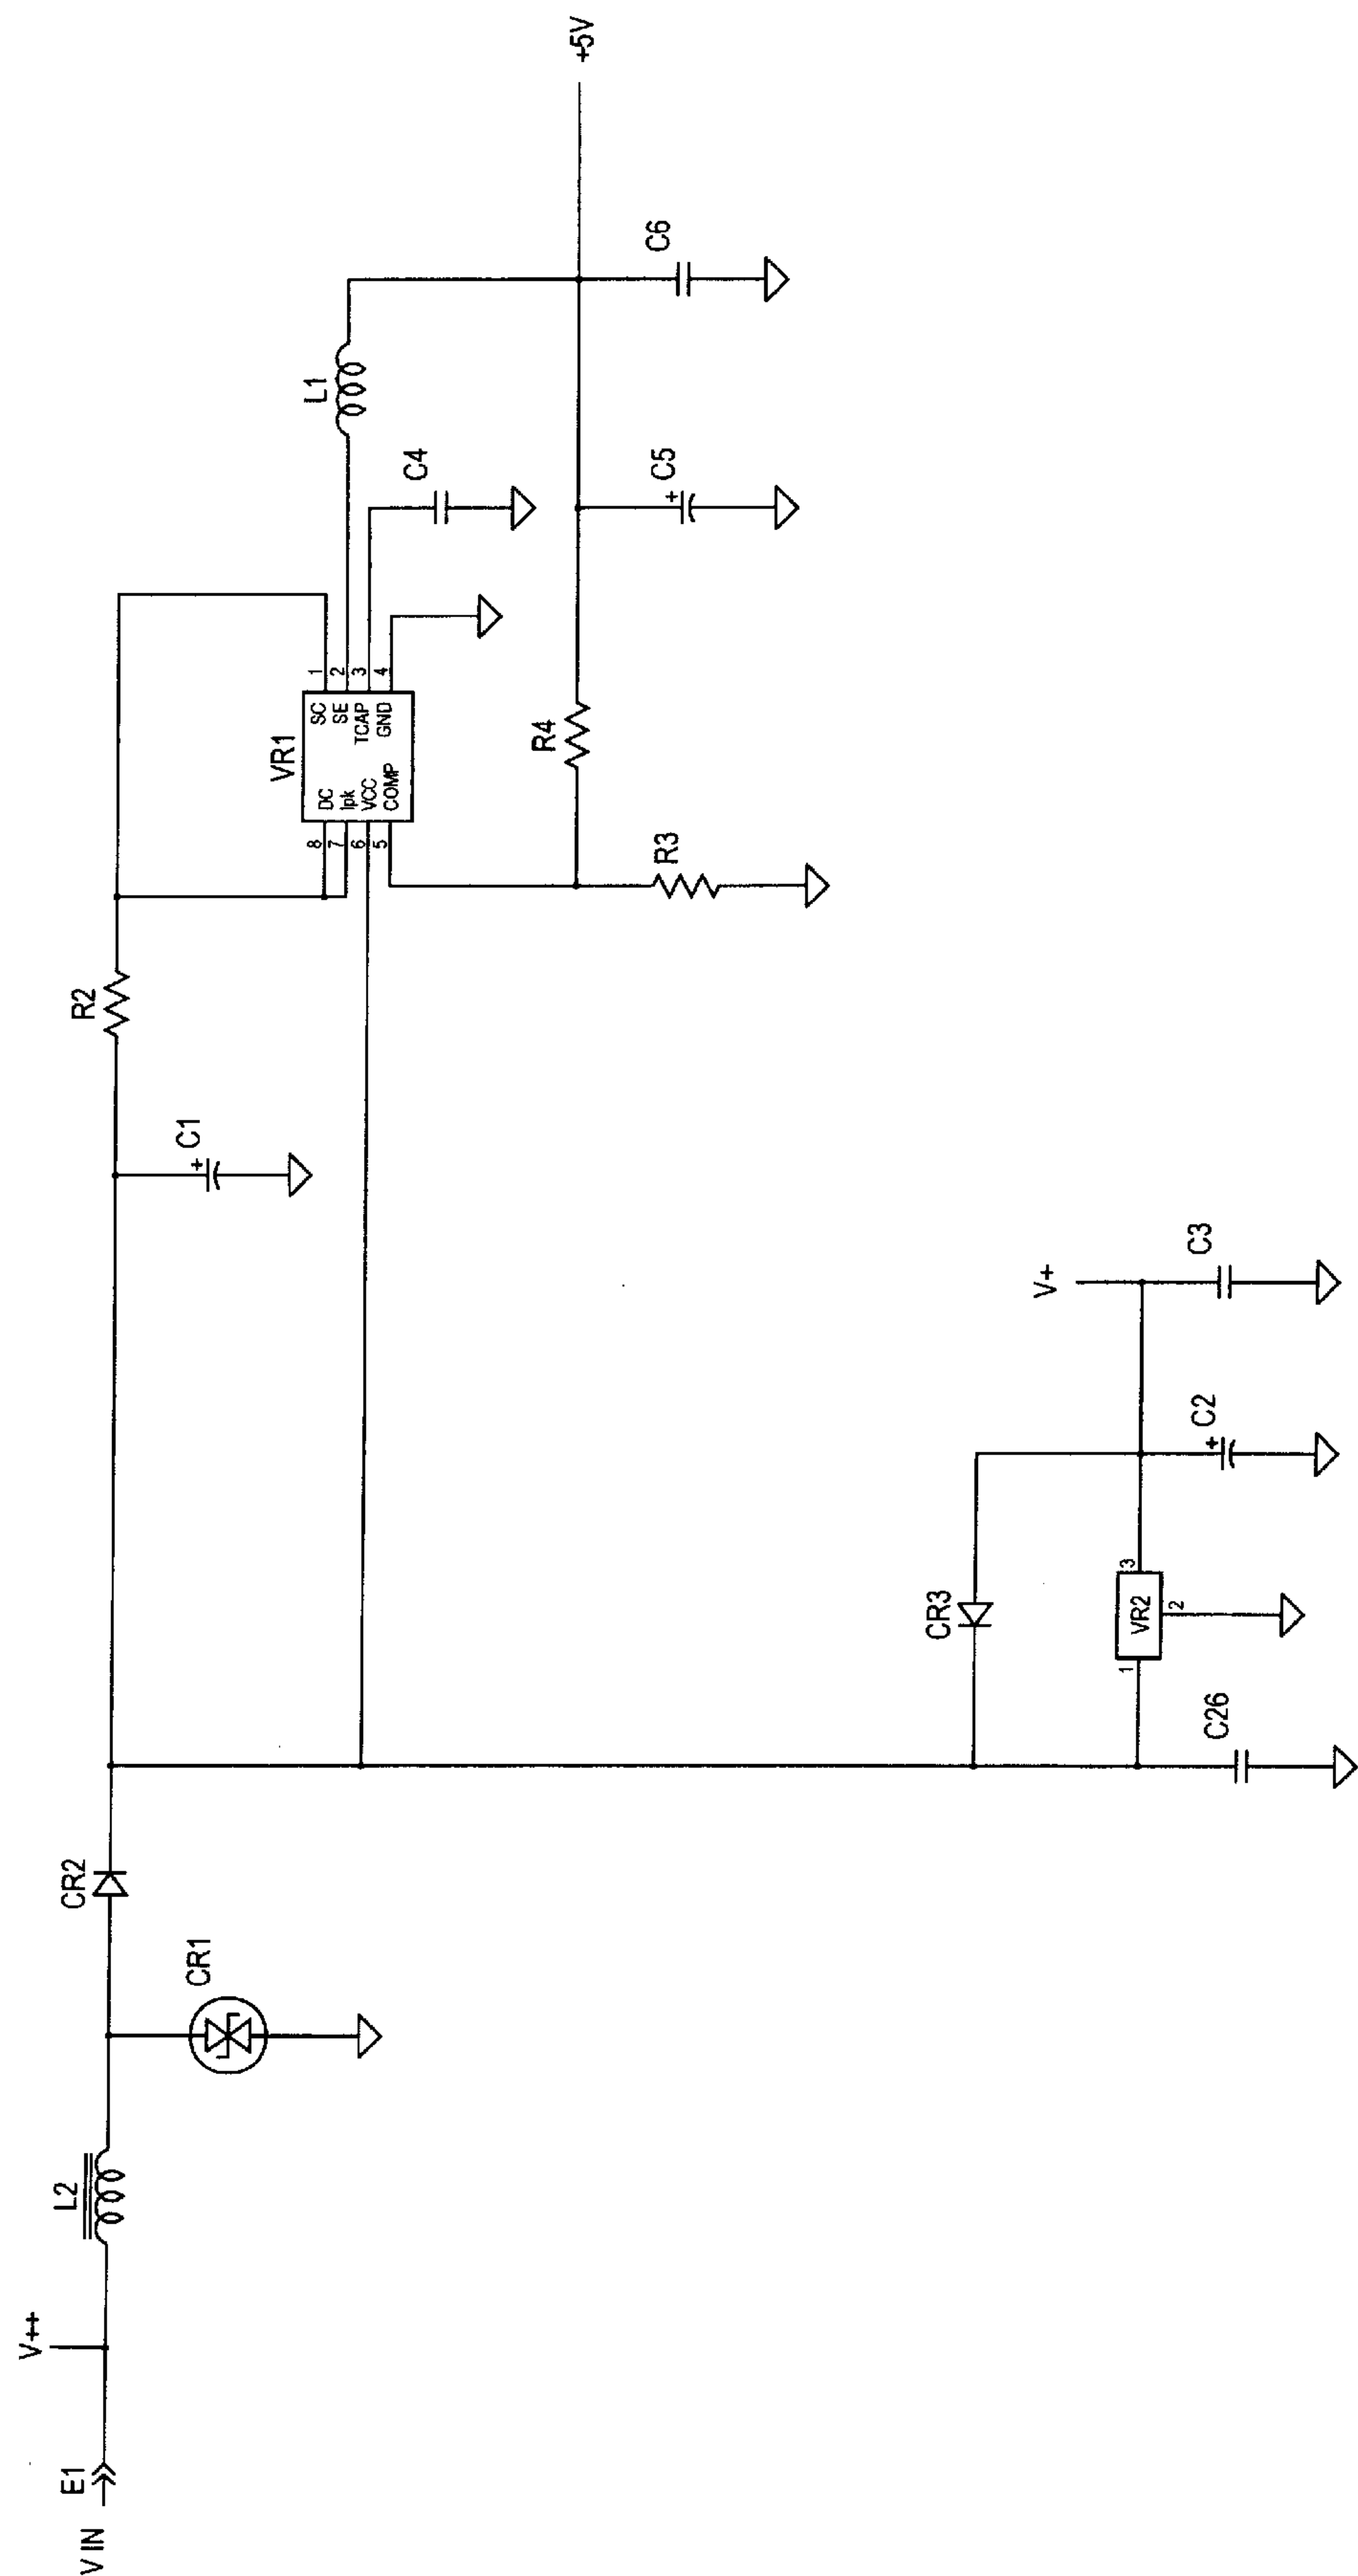 V IN
E1
V++
L2
CR1
CR2
C1
R2
VR1
8 DC
7 Ipk
6 VCC
5 COMP
SC 1
SE 2
TCAP 3
GND 4
L1
C4
R4
R3
C5
C6
+5V
+
+
CR3
VR2
1
2
3
C26
C2
+
C3
V+